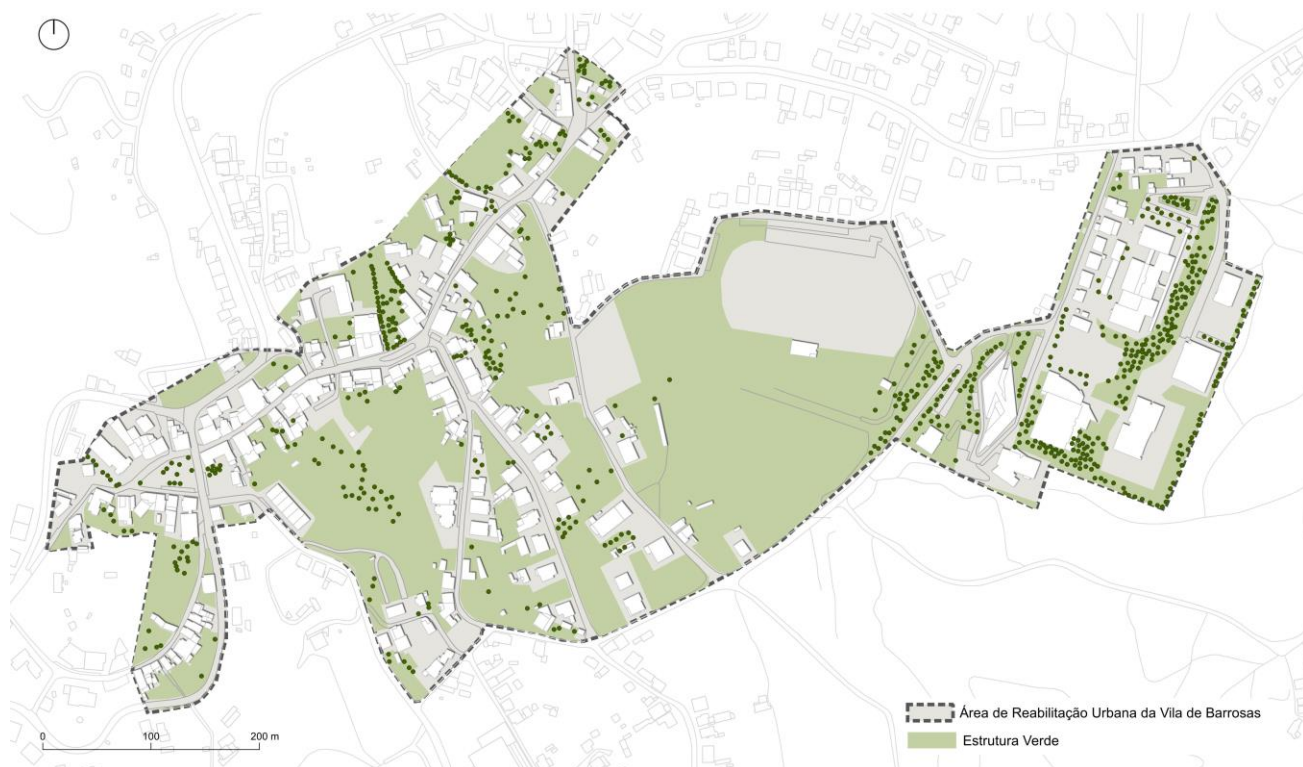 Área de Reabilitação Urbana da Vila de Barrosas
Estrutura Verde
0 100 200 m